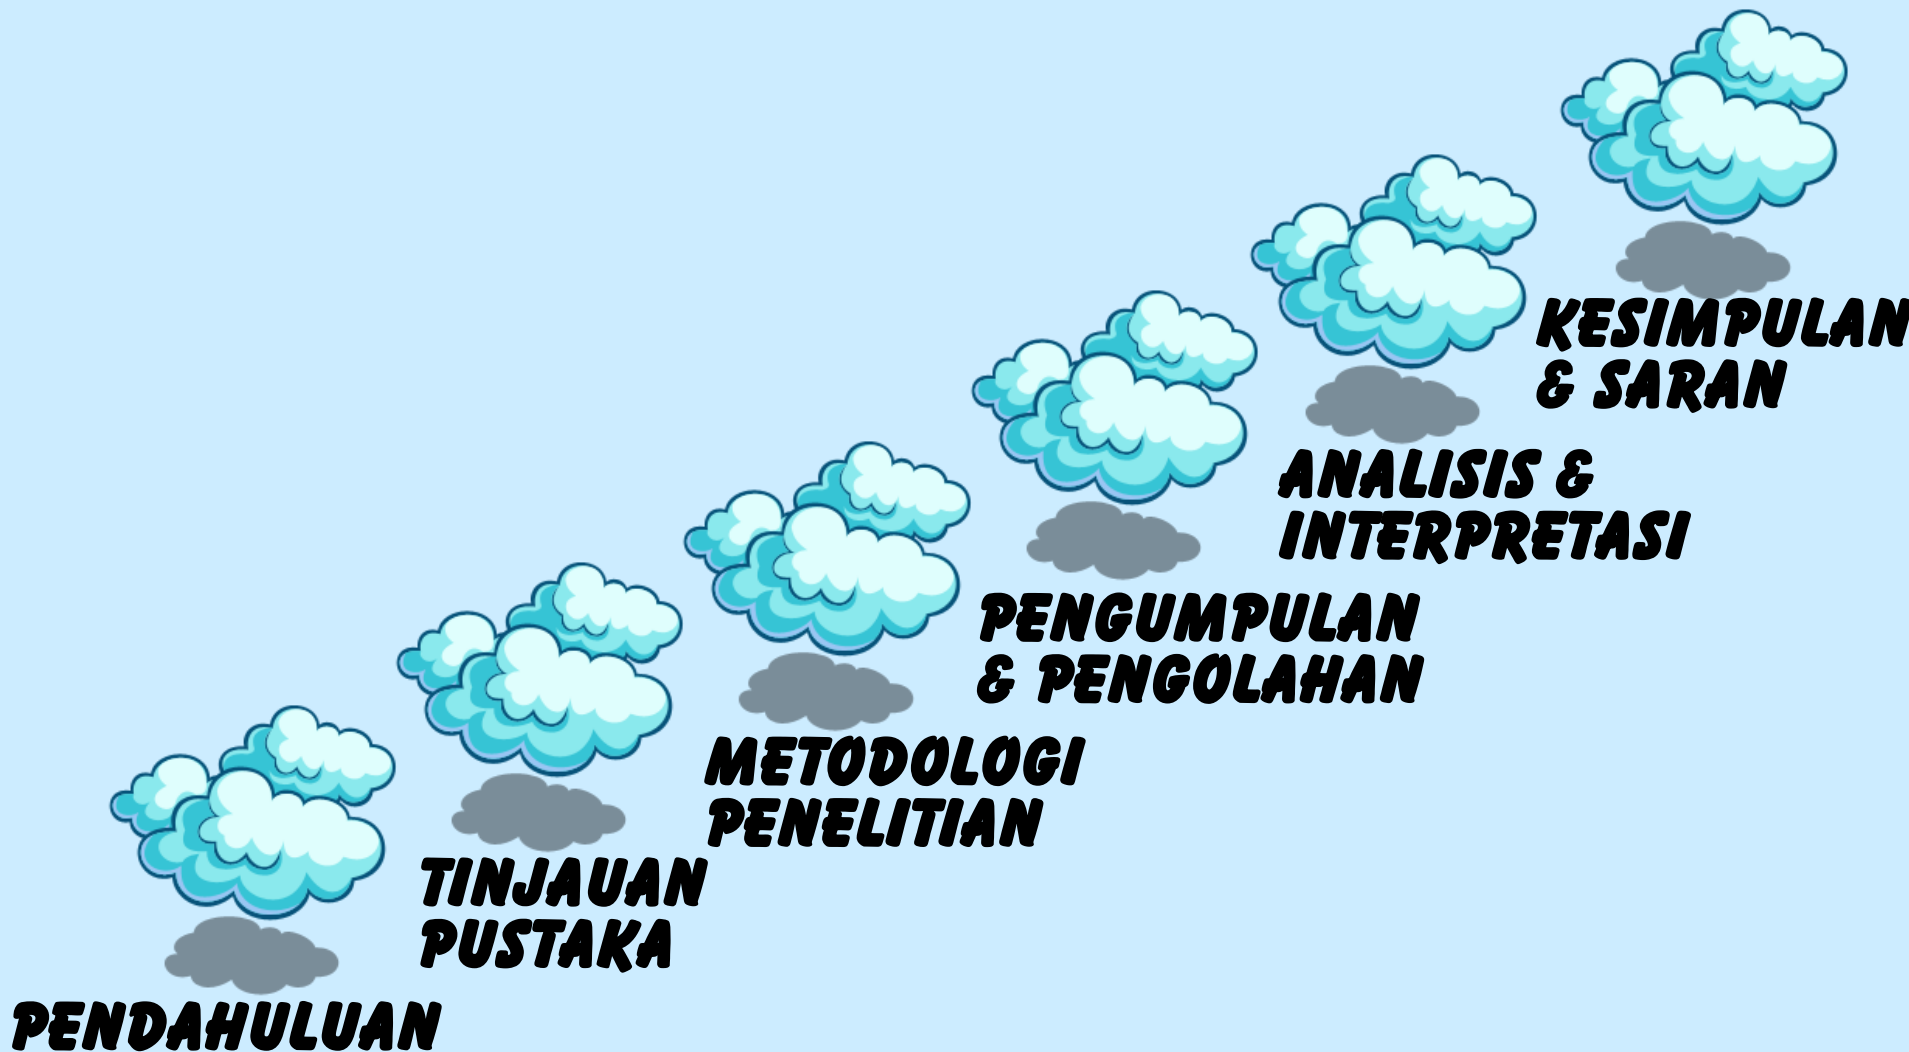 PENDAHULUAN
TINJAUAN
PUSTAKA
METODOLOGI
PENELITIAN
PENGUMPULAN
& PENGOLAHAN
ANALISIS &
INTERPRETASI
KESIMPULAN
& SARAN